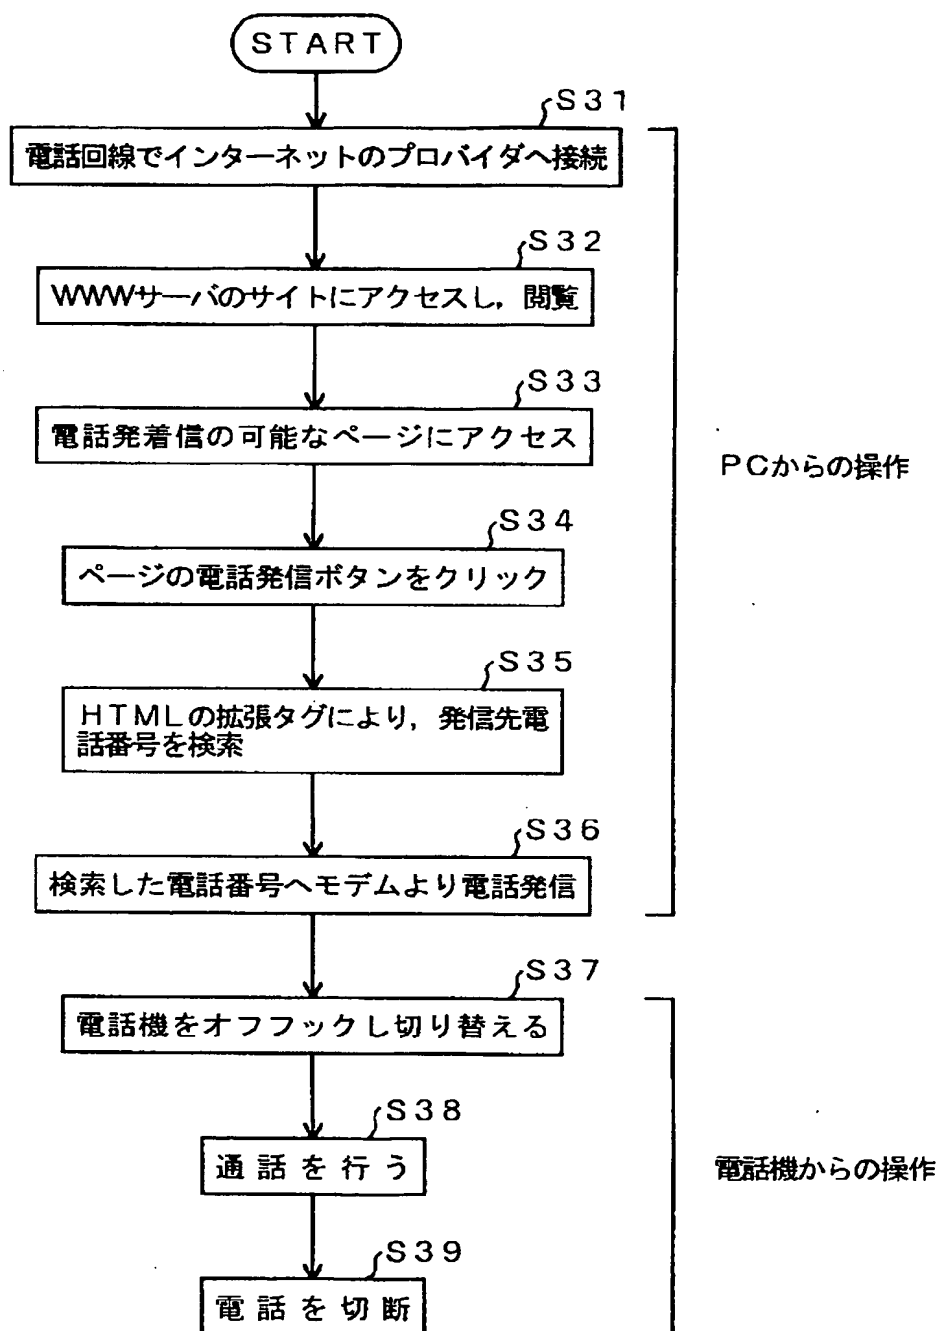 START
S31
電話回線でインターネットのプロバイダへ接続
S32
WWWサーバのサイトにアクセスし，閲覧
S33
電話発着信の可能なページにアクセス
PCからの操作
S34
ページの電話発信ボタンをクリック
S35
HTMLの拡張タグにより，発信先電
話番号を検索
S36
検索した電話番号へモデムより電話発信
S37
電話機をオフフックし切り替える
S38
通話を行う
電話機からの操作
S39
電話を切断